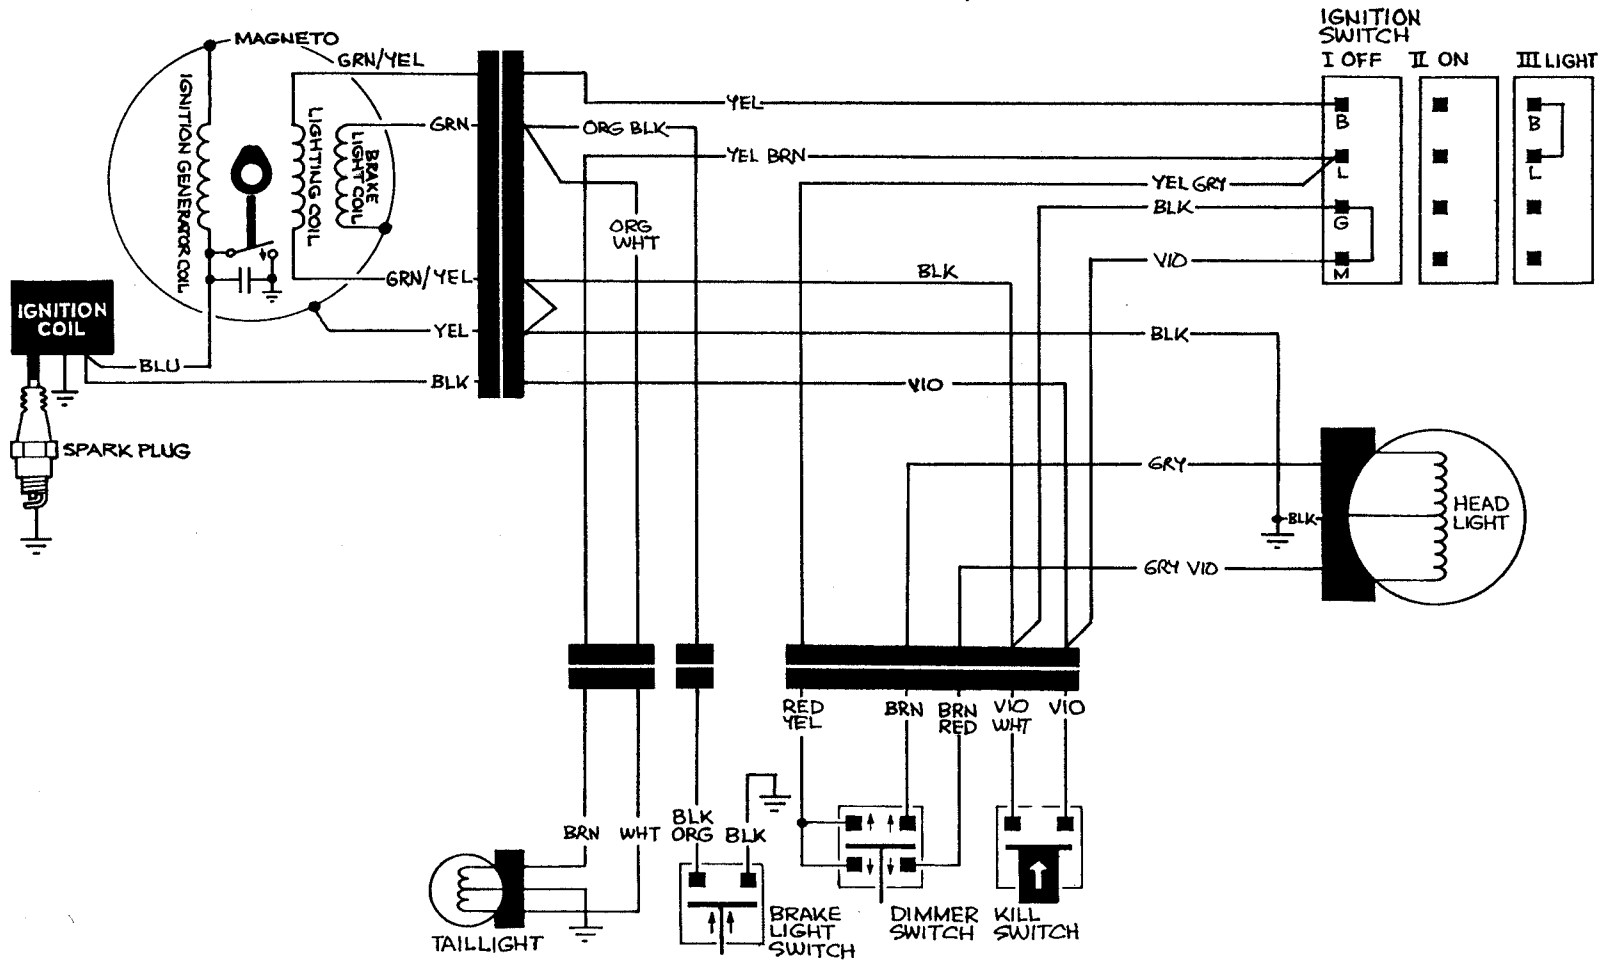 IGNITION
SWITCH
I OFF
II ON
III LIGHT
MAGNETO
GRN/YEL
IGNITION GENERATOR COIL
LIGHTING COIL
BRAKE
LIGHT COIL
GRN
ORG BLK
YEL
B
B
YEL BRN
L
L
YEL GRY
BLK
G
ORG
WHT
VIO
M
GRN/YEL
BLK
IGNITION
COIL
YEL
BLK
BLU
BLK
VIO
SPARK PLUG
GRY
HEAD
LIGHT
BLK
GRY VIO
RED
YEL
BRN
BRN
RED
VIO
WHT
VIO
BRN
WHT
BLK
ORG
BLK
TAILLIGHT
BRAKE
LIGHT
SWITCH
DIMMER
SWITCH
KILL
SWITCH